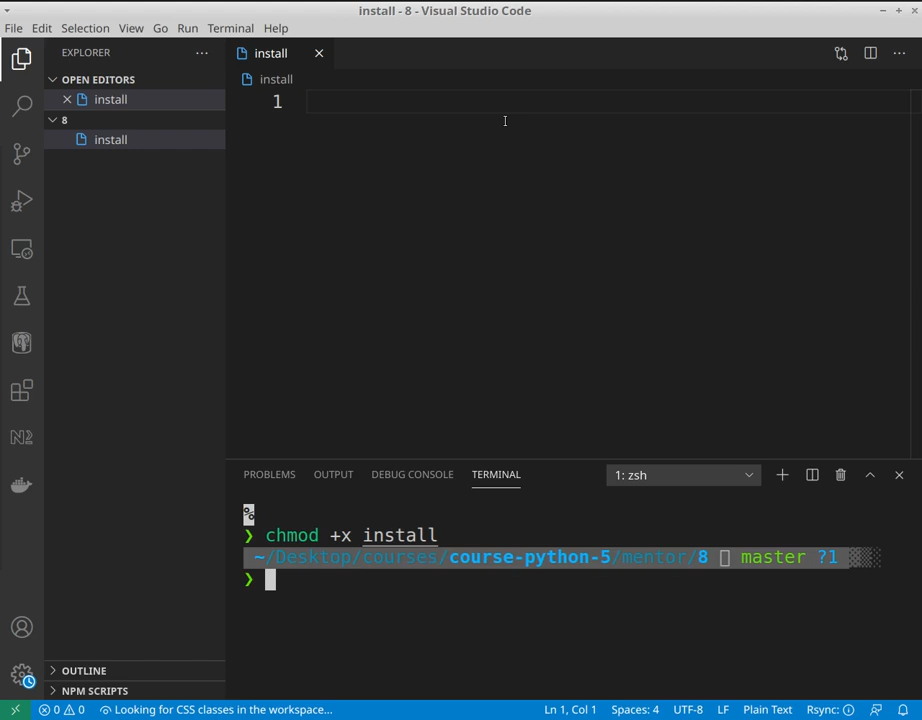 install - 8 - Visual Studio Code
File Edit Selection View Go Run Terminal Help
EXPLORER
OPEN EDITORS
install
8
install
OUTLINE
NPM SCRIPTS
install
install
1
PROBLEMS OUTPUT DEBUG CONSOLE TERMINAL 1: zsh
%
❯ chmod +x install
~/Desktop/courses/course-python-5/mentor/8 master ?1
❯
0 0 Looking for CSS classes in the workspace... Ln 1, Col 1 Spaces: 4 UTF-8 LF Plain Text Rsync: